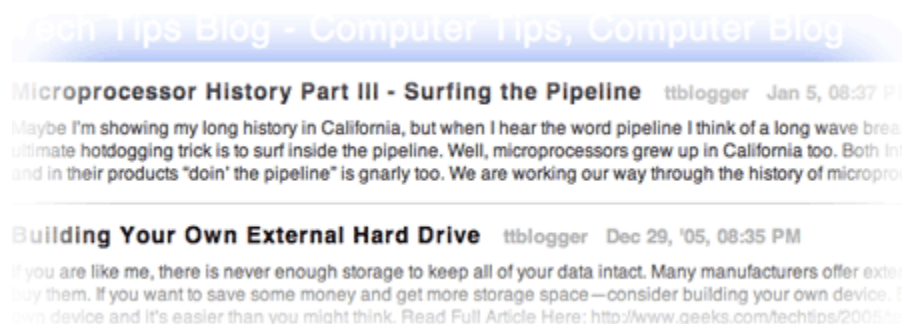 Tech Tips Blog - Computer Tips, Computer Blog
Microprocessor History Part III - Surfing the Pipeline ttblogger Jan 5, 08:37 P
Maybe I'm showing my long history in California, but when I hear the word pipeline I think of a long wave brea
ultimate hotdogging trick is to surf inside the pipeline. Well, microprocessors grew up in California too. Both Int
and in their products "doin' the pipeline" is gnarly too. We are working our way through the history of micropro
Building Your Own External Hard Drive ttblogger Dec 29, '05, 08:35 PM
If you are like me, there is never enough storage to keep all of your data intact. Many manufacturers offer exter
buy them. If you want to save some money and get more storage space—consider building your own device.
own device and it's easier than you might think. Read Full Article Here: http://www.geeks.com/techtips/2005/